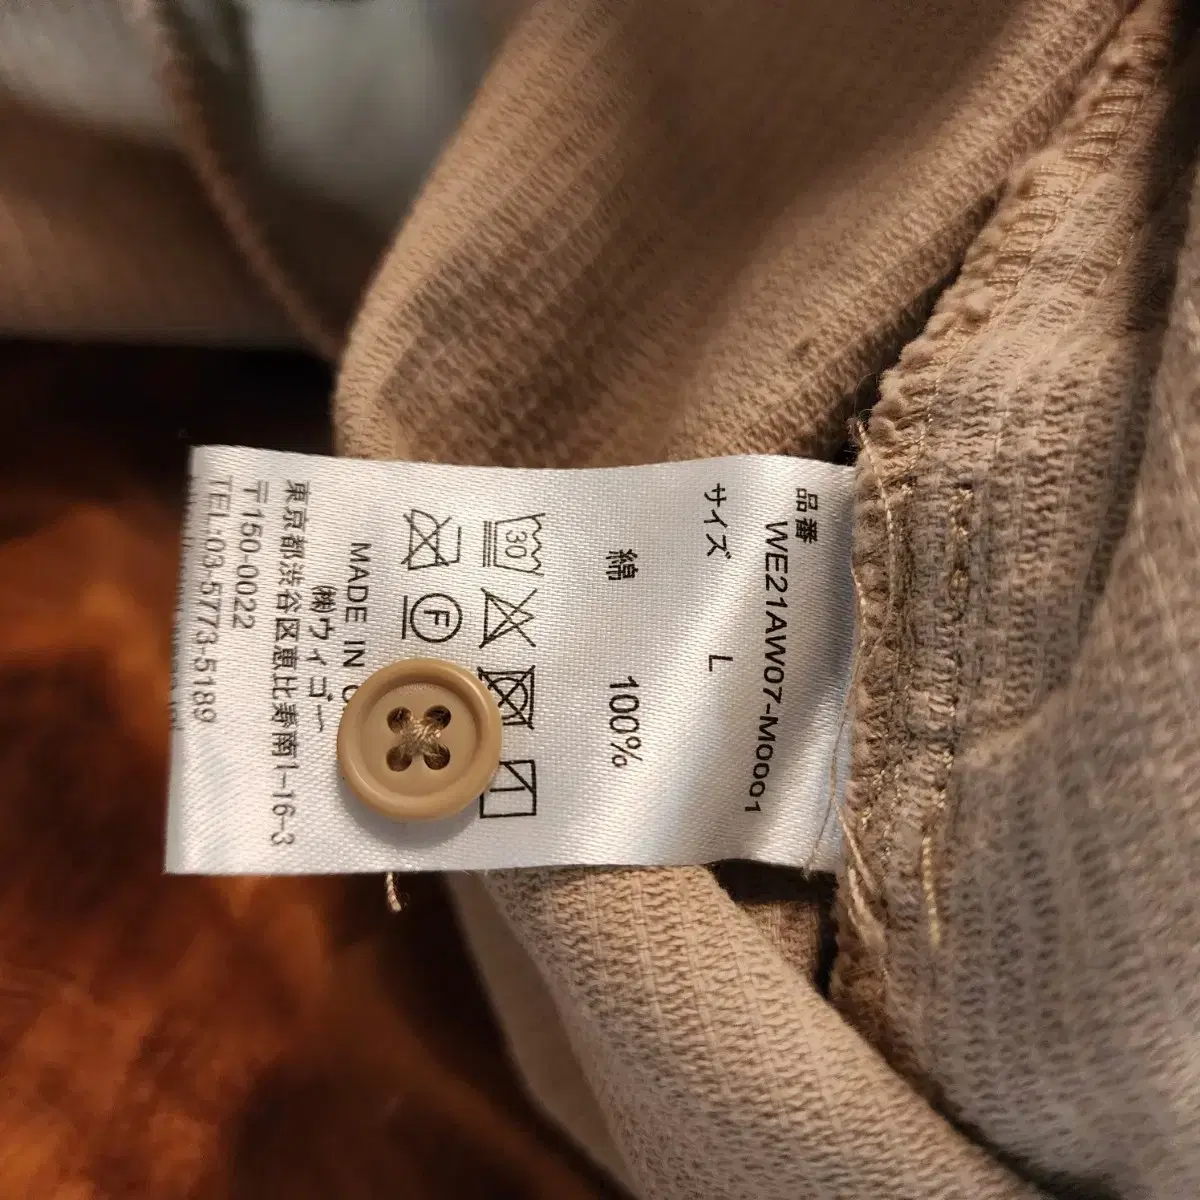 品番
WE21AW07-M0001
サイズ L
綿 100%
30
F
MADE IN
㈱ウィゴー
東京都渋谷区恵比寿南1-16-3
〒150-0022
TEL:03-5773-5189